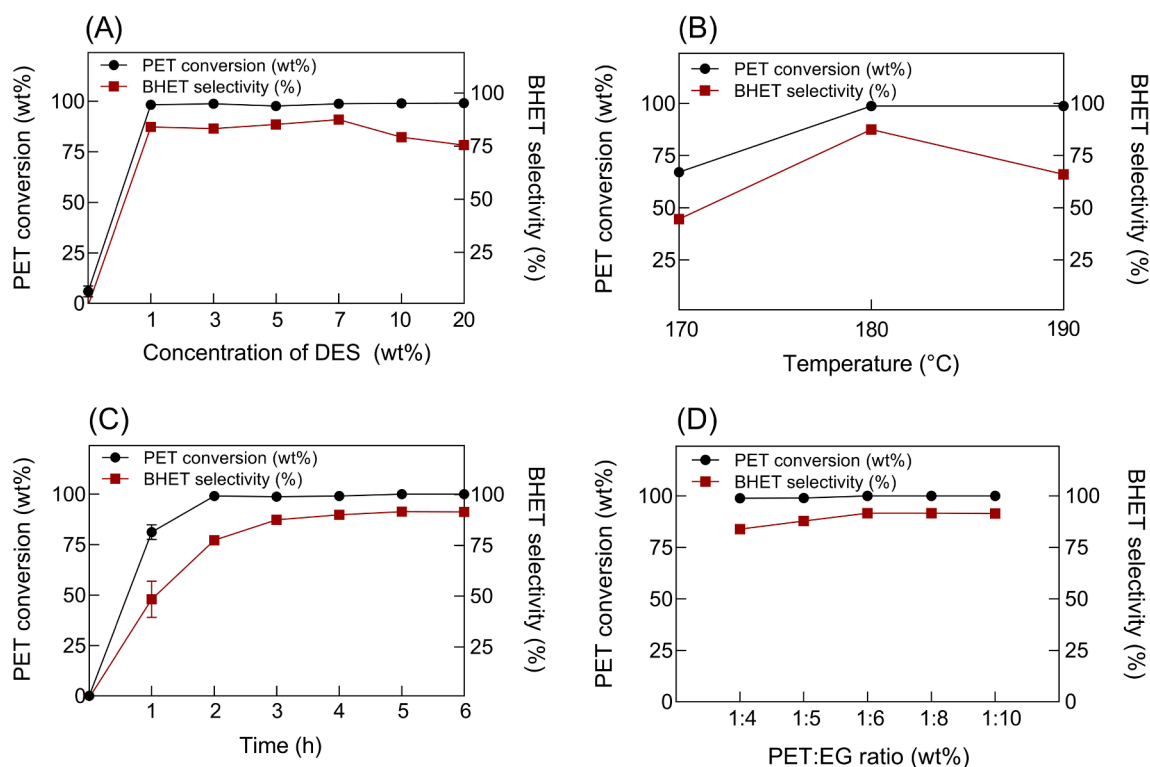 (A)
PET conversion (wt%)
BHET selectivity (%)
100
75
50
25
0
100
75
50
25
1 3 5 7 10 20
PET conversion (wt%)
BHET selectivity (%)
Concentration of DES (wt%)
(B)
PET conversion (wt%)
BHET selectivity (%)
100
75
50
25
100
75
50
25
170 180 190
PET conversion (wt%)
BHET selectivity (%)
Temperature (°C)
(C)
PET conversion (wt%)
BHET selectivity (%)
100
75
50
25
0
100
75
50
25
1 2 3 4 5 6
PET conversion (wt%)
BHET selectivity (%)
Time (h)
(D)
PET conversion (wt%)
BHET selectivity (%)
100
75
50
25
0
100
75
50
25
0
1:4 1:5 1:6 1:8 1:10
PET conversion (wt%)
BHET selectivity (%)
PET:EG ratio (wt%)